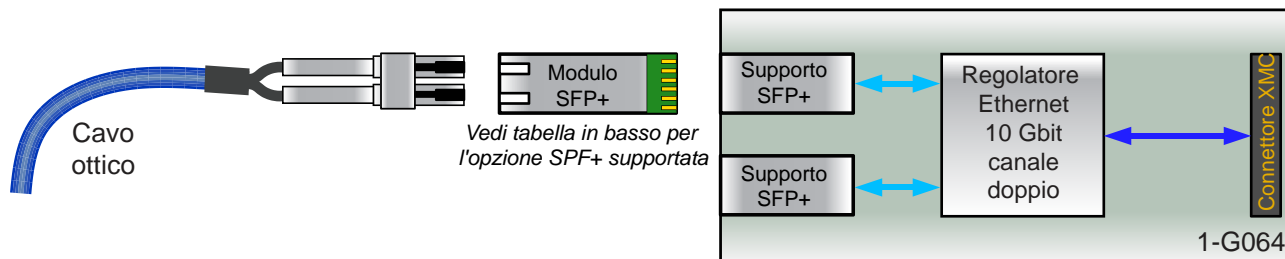 Cavo
ottico
Modulo
SFP+
Vedi tabella in basso per
l'opzione SPF+ supportata
Supporto
SFP+
Supporto
SFP+
Regolatore
Ethernet
10 Gbit
canale
doppio
Connettore XMC
1-G064